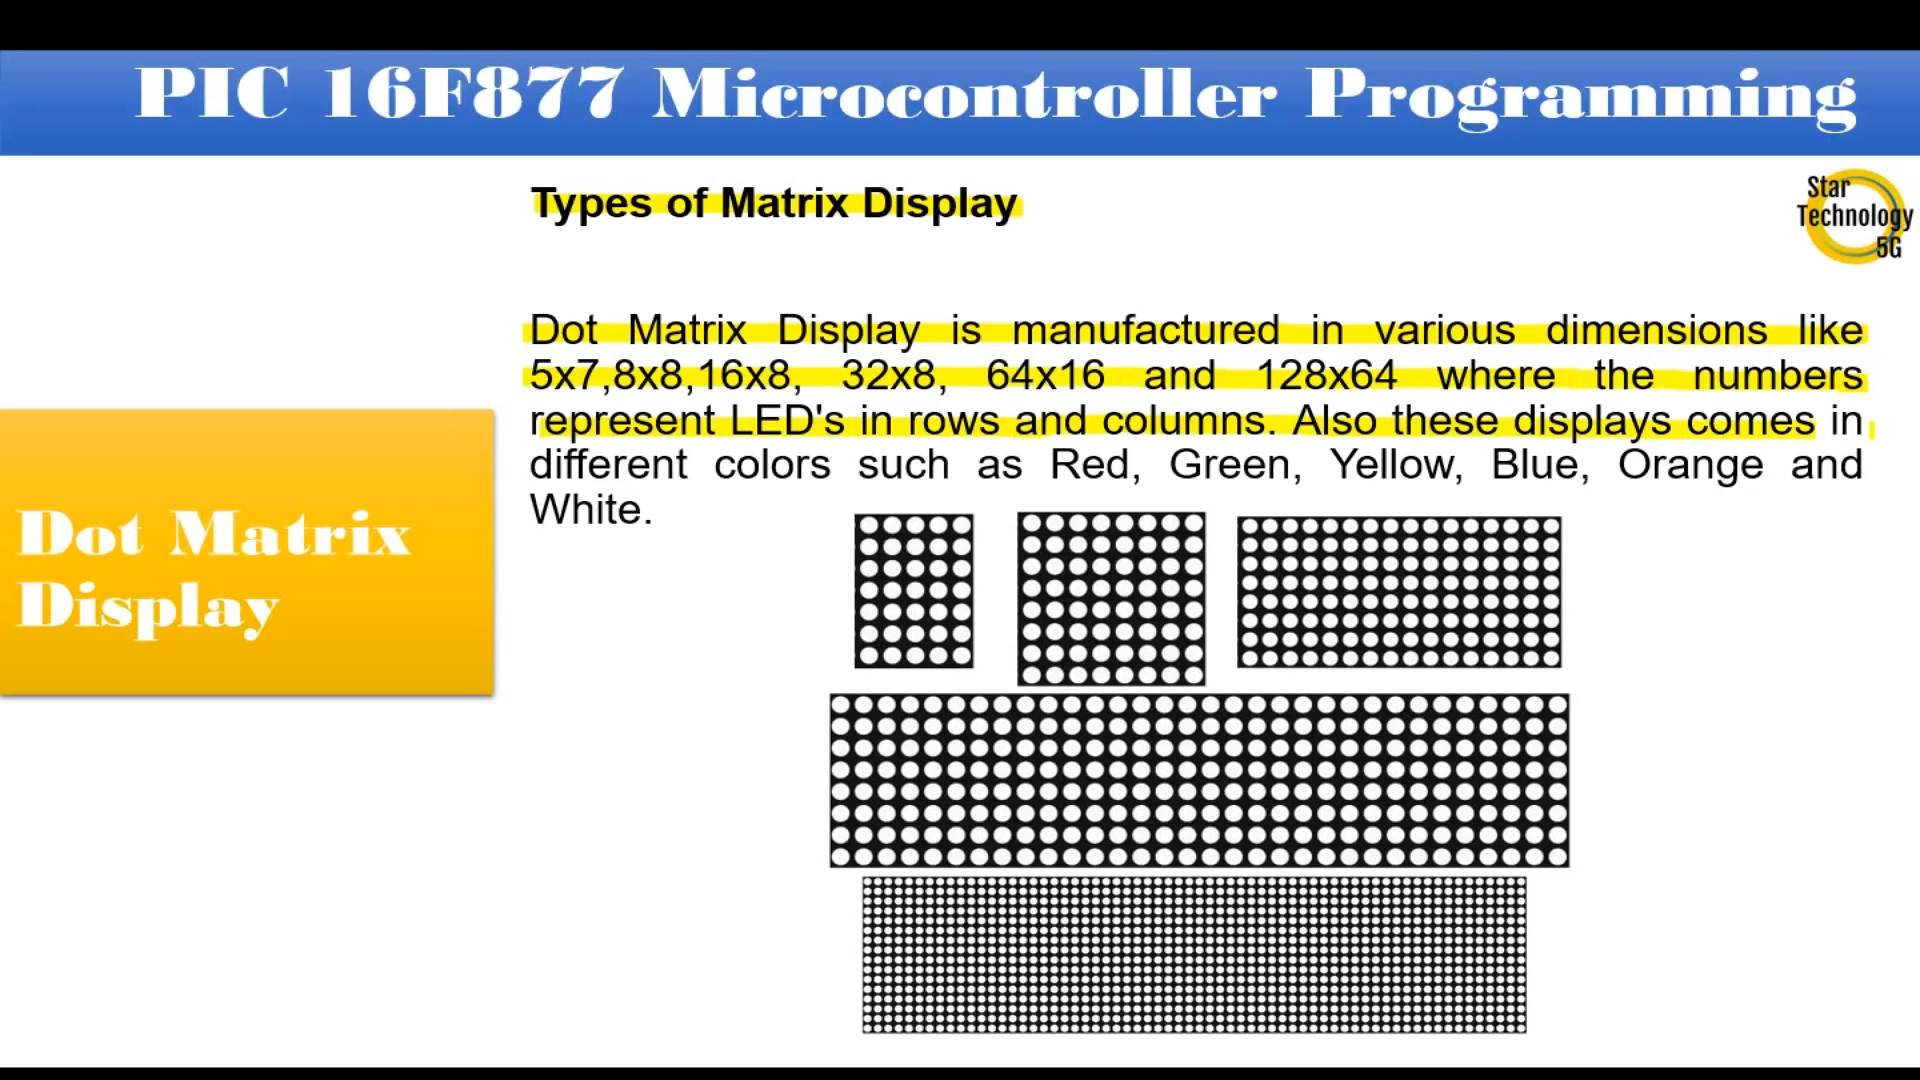 PIC 16F877 Microcontroller Programming
Types of Matrix Display
Star
Technology
5G
Dot Matrix Display is manufactured in various dimensions like
5x7,8x8,16x8, 32x8, 64x16 and 128x64 where the numbers
represent LED's in rows and columns. Also these displays comes in
different colors such as Red, Green, Yellow, Blue, Orange and
White.
Dot Matrix
Display